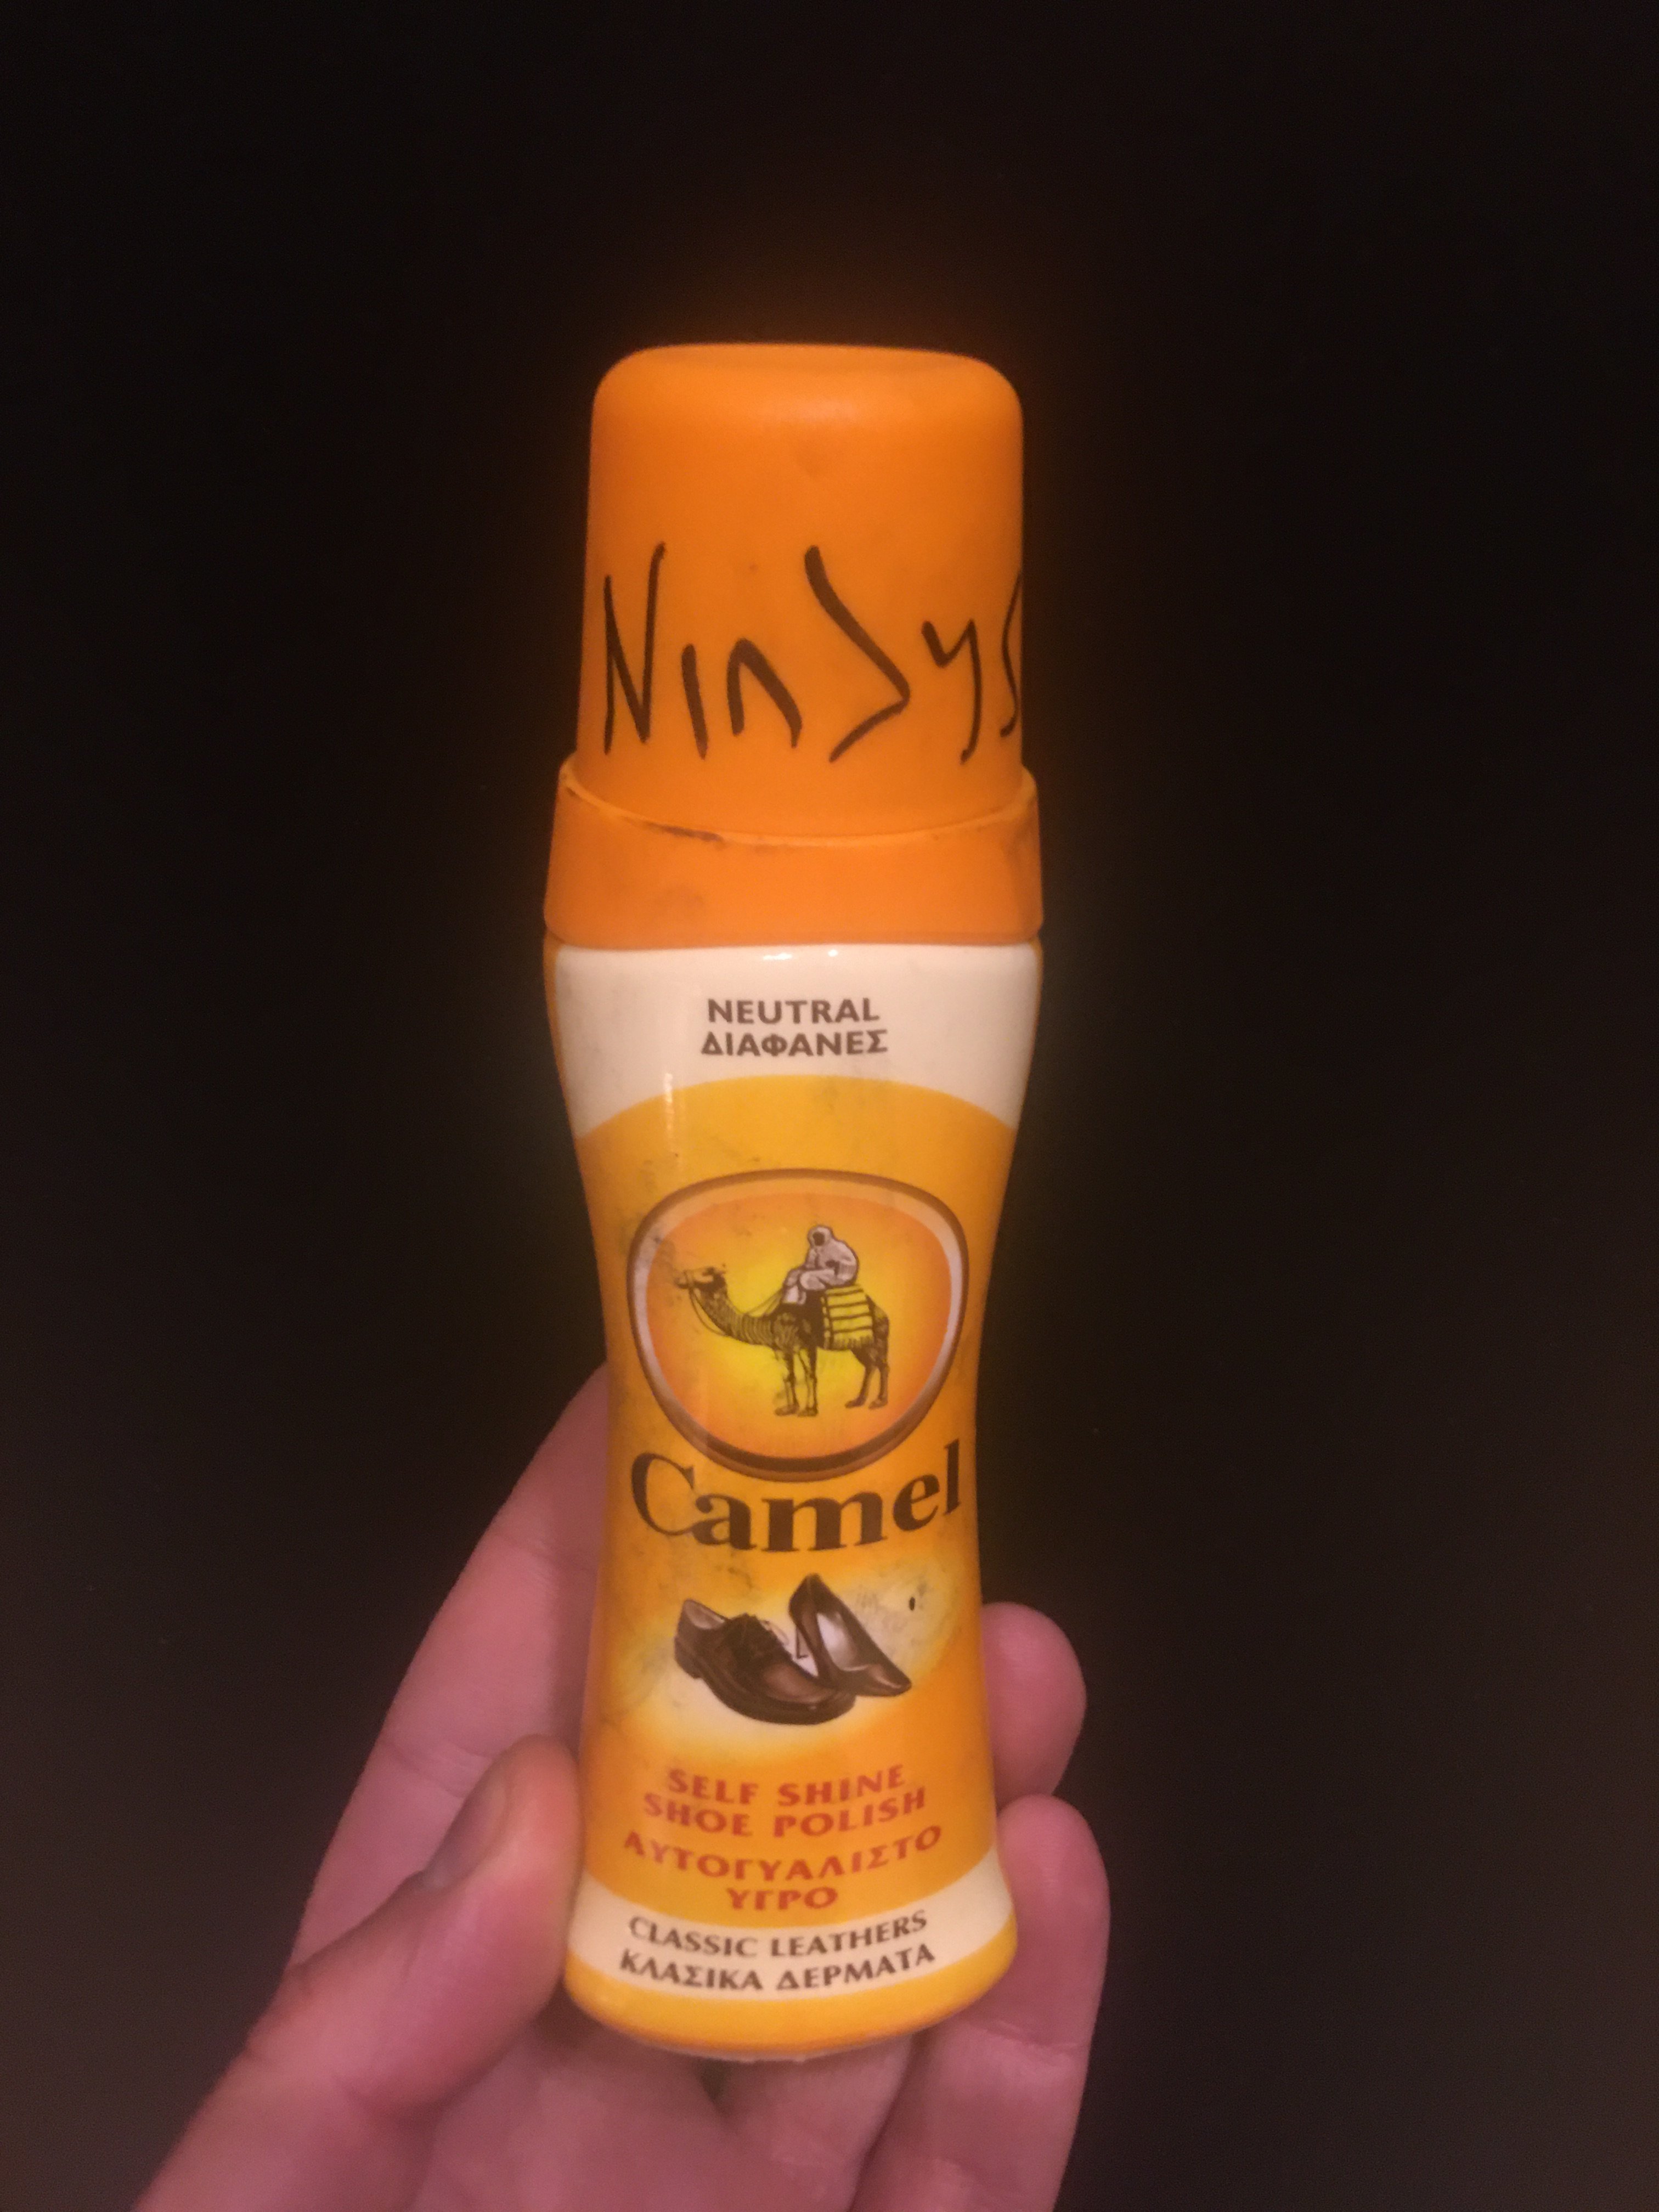 NEUTRAL
ΔΙΑΦΑΝΕΣ
Camel
SELF SHINE
SHOE POLISH
ΑΥΤΟΓΥΑΛΙΣΤΟ
ΥΓΡΟ
CLASSIC LEATHERS
ΚΛΑΣΙΚΑ ΔΕΡΜΑΤΑ